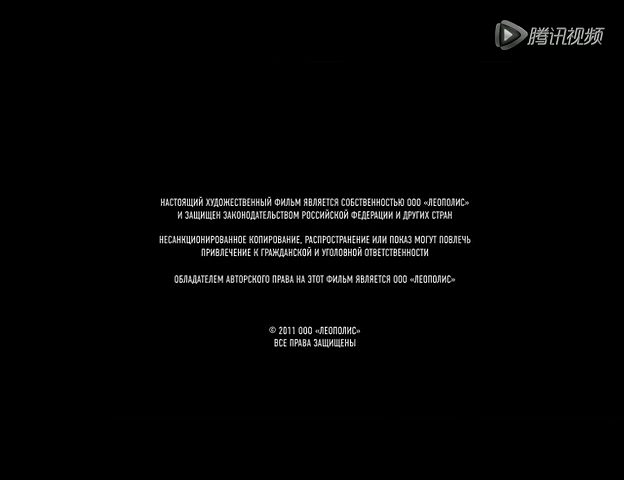 腾讯视频
НАСТОЯЩИЙ ХУДОЖЕСТВЕННЫЙ ФИЛЬМ ЯВЛЯЕТСЯ СОБСТВЕННОСТЬЮ ООО «ЛЕОПОЛИС»
И ЗАЩИЩЕН ЗАКОНОДАТЕЛЬСТВОМ РОССИЙСКОЙ ФЕДЕРАЦИИ И ДРУГИХ СТРАН
НЕСАНКЦИОНИРОВАННОЕ КОПИРОВАНИЕ, РАСПРОСТРАНЕНИЕ ИЛИ ПОКАЗ МОГУТ ПОВЛЕЧЬ
ПРИВЛЕЧЕНИЕ К ГРАЖДАНСКОЙ И УГОЛОВНОЙ ОТВЕТСТВЕННОСТИ
ОБЛАДАТЕЛЕМ АВТОРСКОГО ПРАВА НА ЭТОТ ФИЛЬМ ЯВЛЯЕТСЯ ООО «ЛЕОПОЛИС»
© 2011 ООО «ЛЕОПОЛИС»
ВСЕ ПРАВА ЗАЩИЩЕНЫ